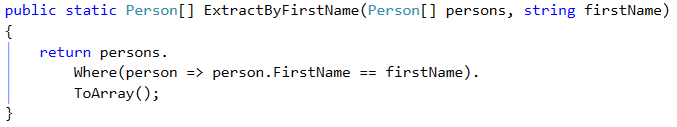 public static Person[] ExtractByFirstName(Person[] persons, string firstName)
{
    return persons.
        Where(person => person.FirstName == firstName).
        ToArray();
}